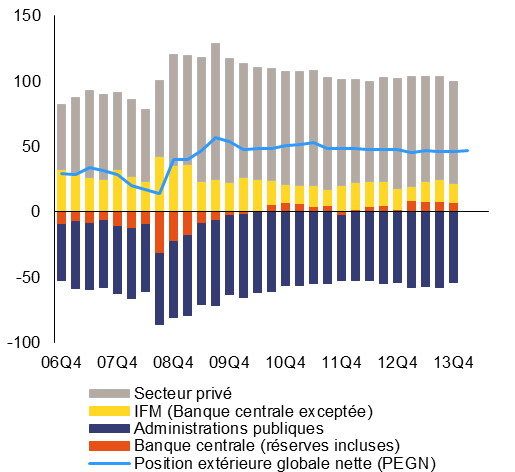 150
100
50
0
-50
-100
06Q4 07Q4 08Q4 09Q4 10Q4 11Q4 12Q4 13Q4
Secteur privé
IFM (Banque centrale exceptée)
Administrations publiques
Banque centrale (réserves incluses)
Position extérieure globale nette (PEGN)